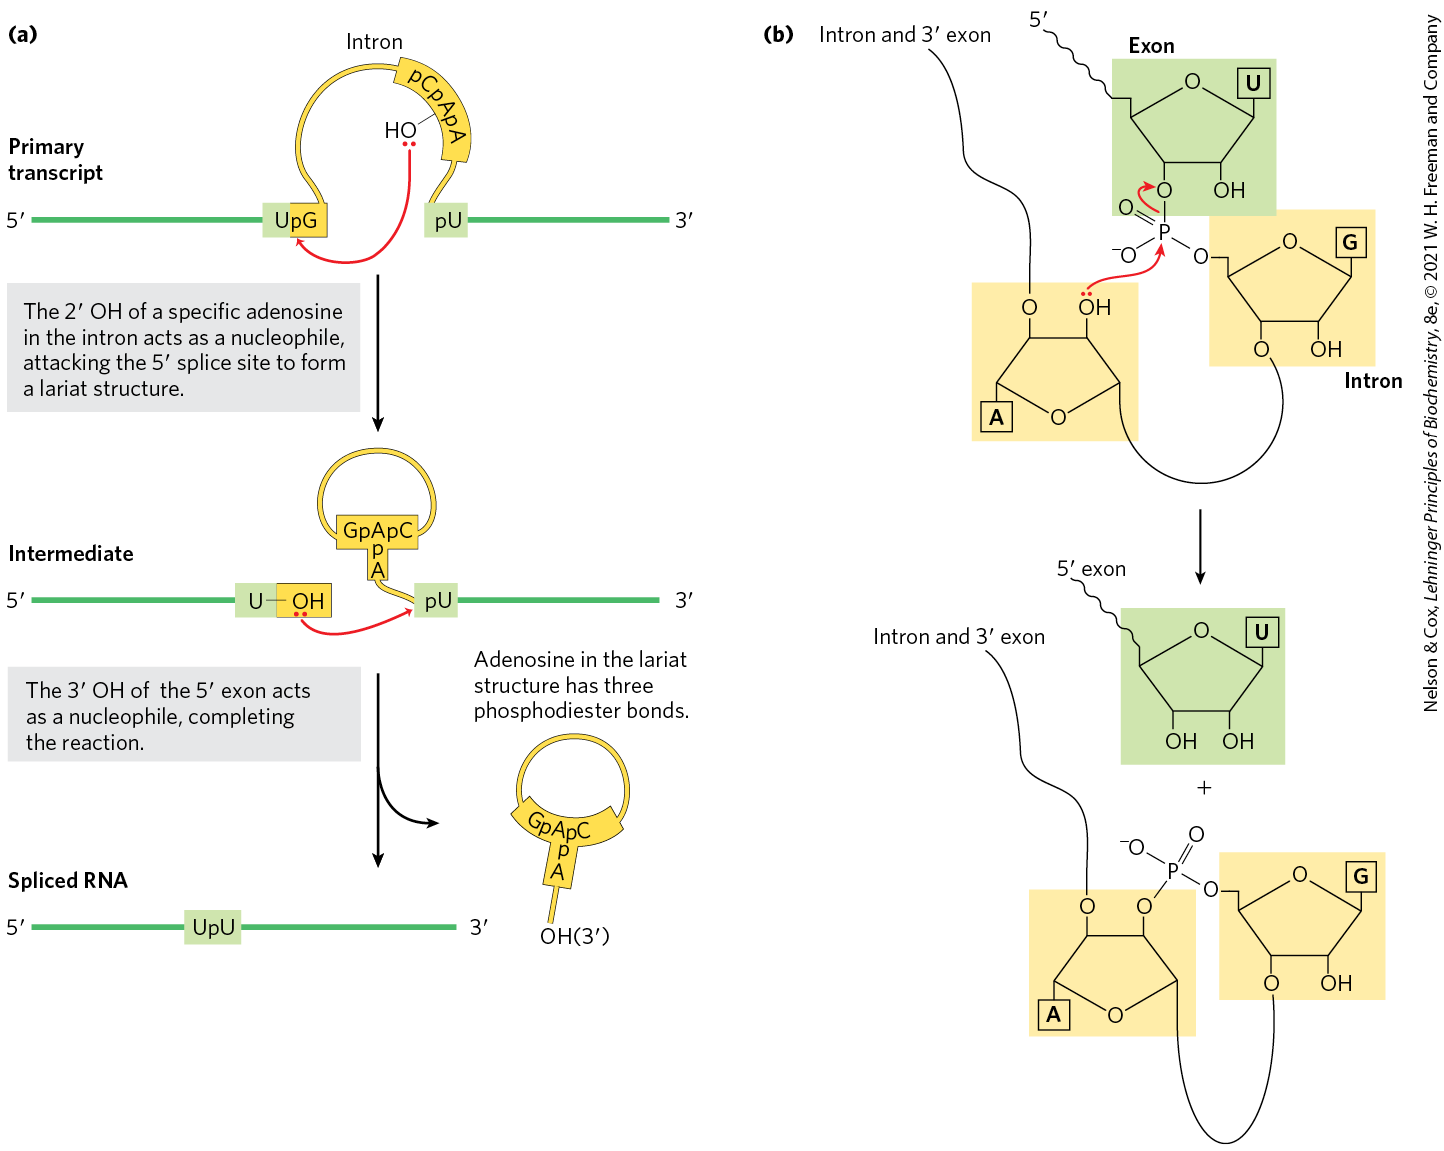 (a)
Intron
pCpApA
HO
Primary
transcript
5′
UpG
pU
3′
The 2′ OH of a specific adenosine
in the intron acts as a nucleophile,
attacking the 5′ splice site to form
a lariat structure.
GpApC
p
A
Intermediate
5′
U
OH
pU
3′
The 3′ OH of the 5′ exon acts
as a nucleophile, completing
the reaction.
Adenosine in the lariat
structure has three
phosphodiester bonds.
GpApC
p
A
OH(3′)
Spliced RNA
5′
UpU
3′
(b)
Intron and 3′ exon
5′
Exon
O
U
O
OH
O
P
−O
O
O
G
O
OH
Intron
O
OH
A
O
5′ exon
Intron and 3′ exon
O
U
OH
OH
+
−O
O
P
O
O
G
O
OH
O
O
A
O
Nelson & Cox, Lehninger Principles of Biochemistry, 8e, © 2021 W. H. Freeman and Company